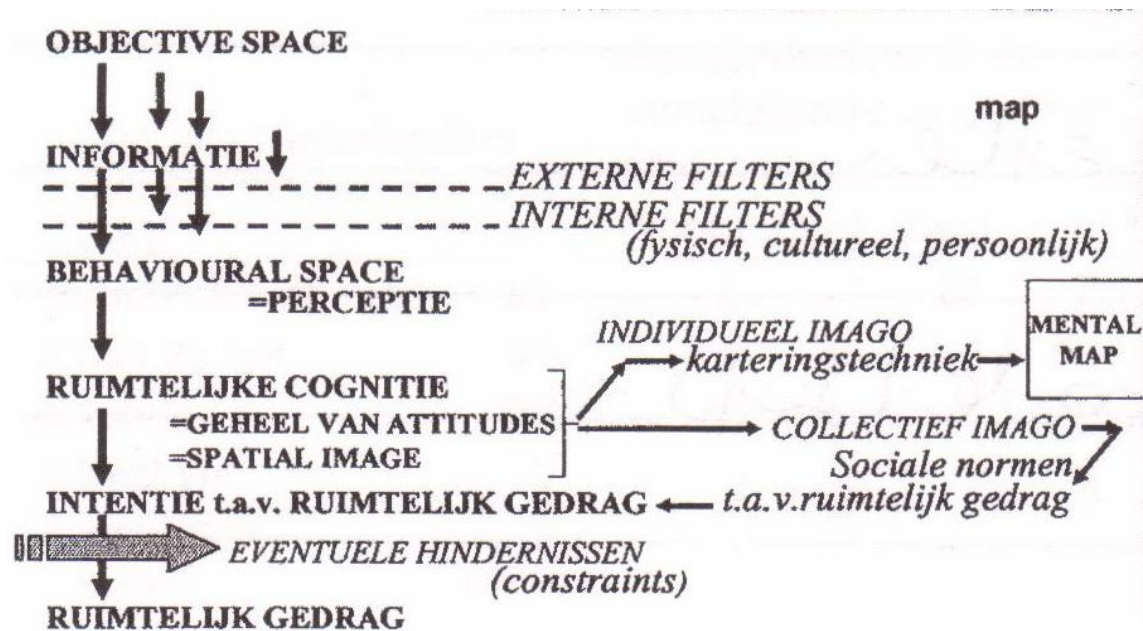 OBJECTIVE SPACE
map
INFORMATIE
EXTERNE FILTERS
INTERNE FILTERS
(fysisch, cultureel, persoonlijk)
BEHAVIOURAL SPACE
=PERCEPTIE
INDIVIDUEEL IMAGO
karteringstechniek
MENTAL
MAP
RUIMTELIJKE COGNITIE
=GEHEEL VAN ATTITUDES
=SPATIAL IMAGE
COLLECTIEF IMAGO
Sociale normen
INTENTIE t.a.v. RUIMTELIJK GEDRAG
t.a.v.ruimtelijk gedrag
EVENTUELE HINDERNISSEN
(constraints)
RUIMTELIJK GEDRAG